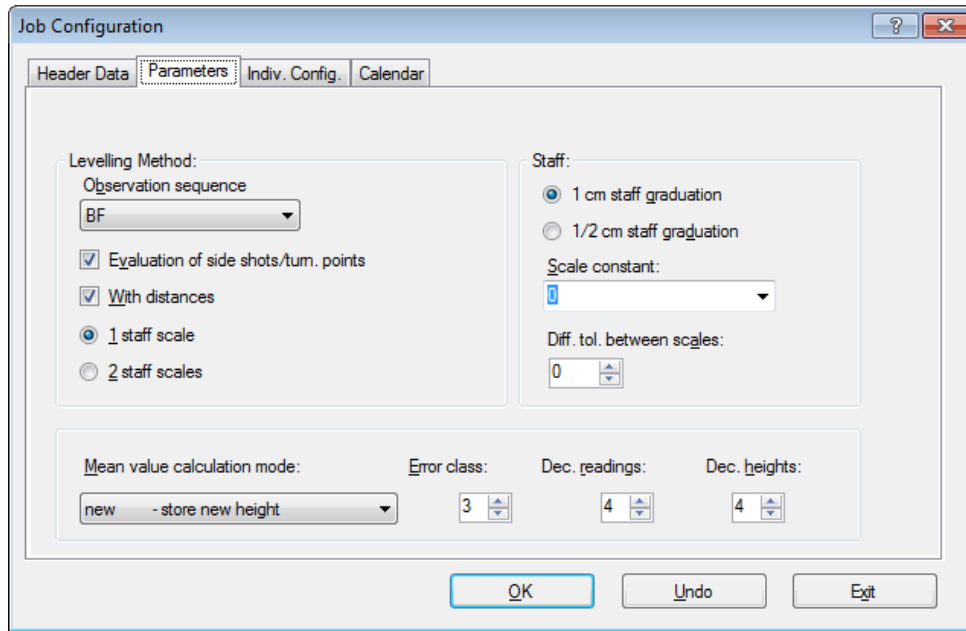 Job Configuration
Header Data Parameters Indiv. Config. Calendar
Levelling Method:
Observation sequence
BF
Evaluation of side shots/turn. points
With distances
1 staff scale
2 staff scales
Staff:
1 cm staff graduation
1/2 cm staff graduation
Scale constant:
0
Diff. tol. between scales:
0
Mean value calculation mode:
new - store new height
Error class:
3
Dec. readings:
4
Dec. heights:
4
OK Undo Exit